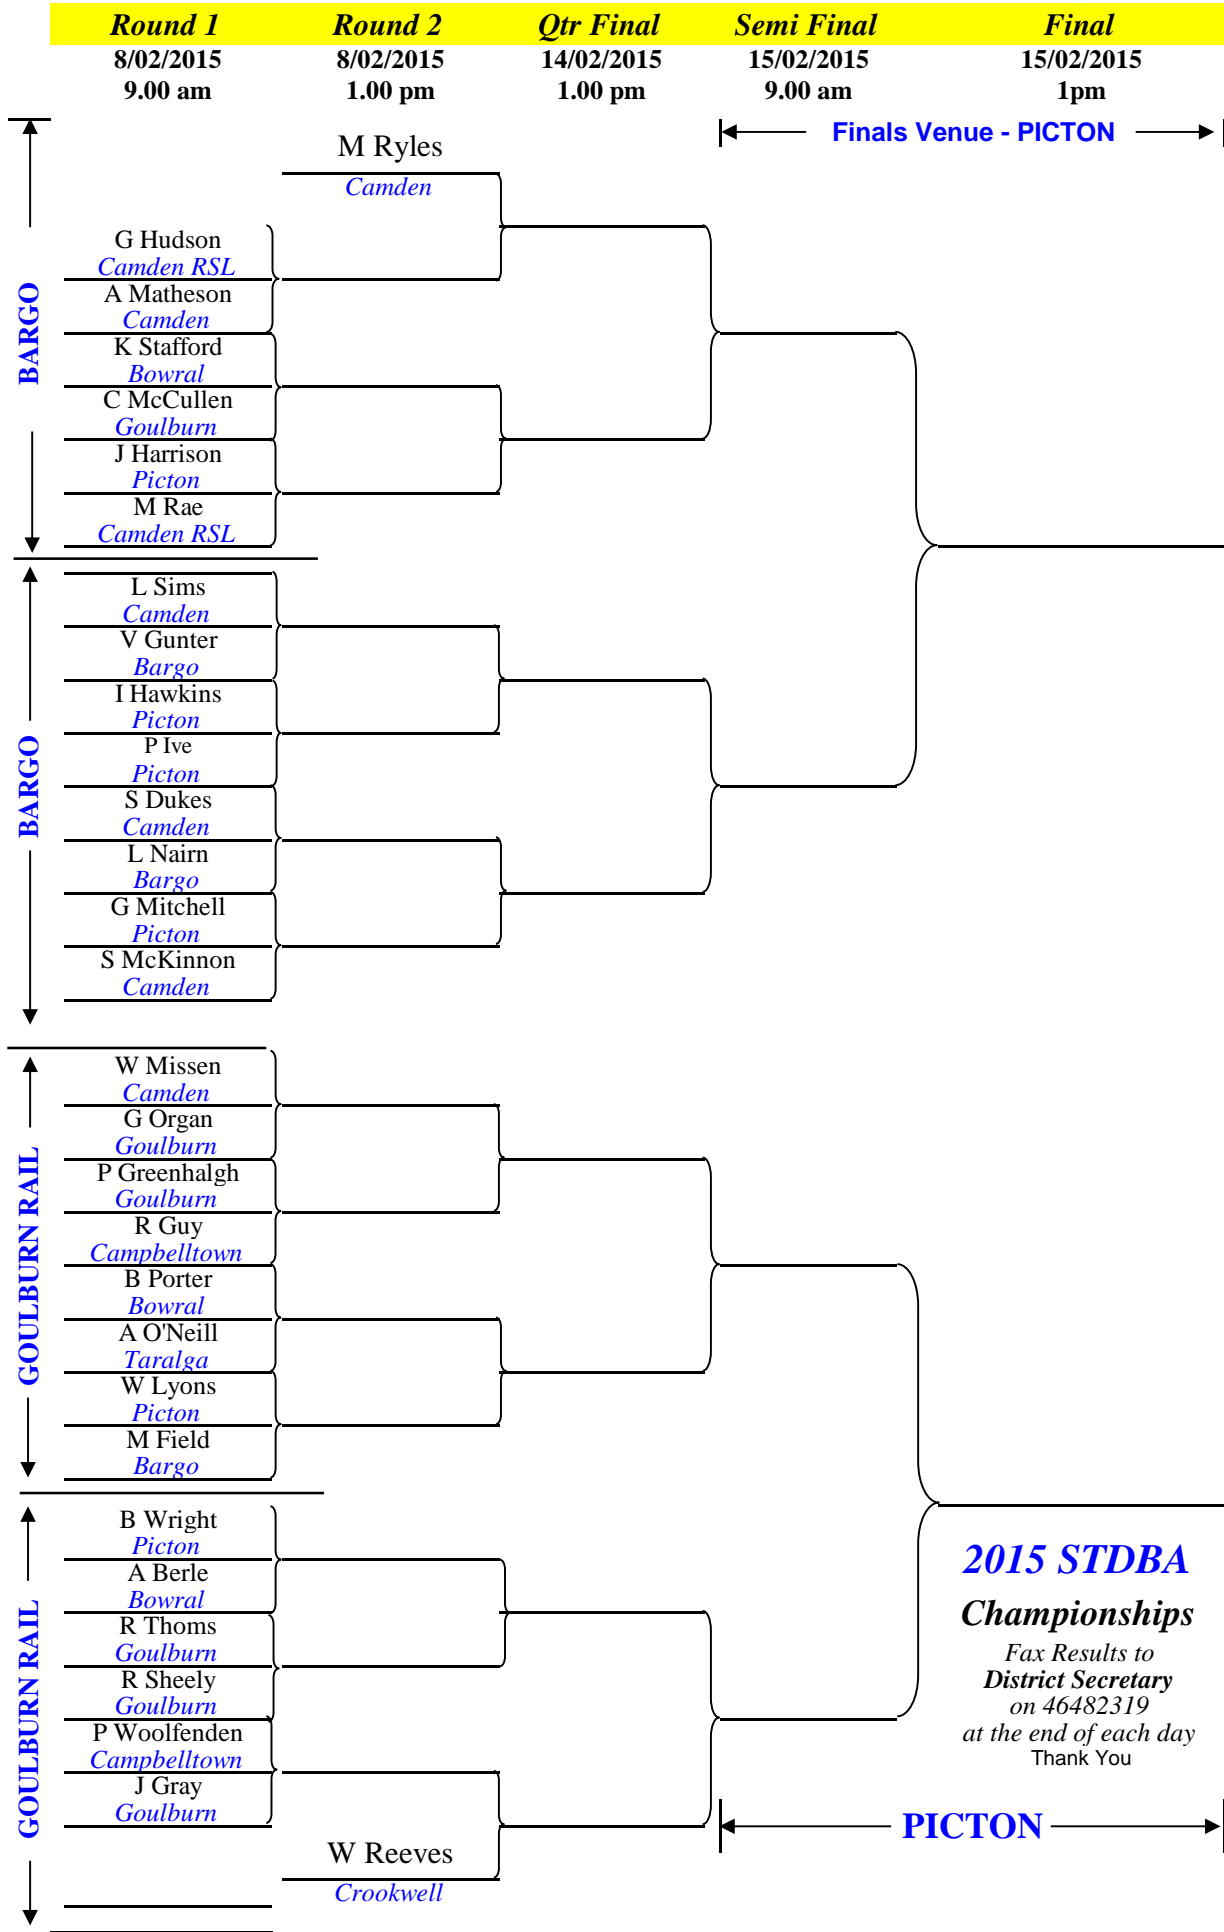 Round 1 Round 2 Qtr Final Semi Final Final
8/02/2015 8/02/2015 14/02/2015 15/02/2015 15/02/2015
9.00 am 1.00 pm 1.00 pm 9.00 am 1pm
Finals Venue - PICTON
M Ryles
Camden
BARGO
G Hudson
Camden RSL
A Matheson
Camden
K Stafford
Bowral
C McCullen
Goulburn
J Harrison
Picton
M Rae
Camden RSL
BARGO
L Sims
Camden
V Gunter
Bargo
I Hawkins
Picton
P Ive
Picton
S Dukes
Camden
L Nairn
Bargo
G Mitchell
Picton
S McKinnon
Camden
GOULBURN RAIL
W Missen
Camden
G Organ
Goulburn
P Greenhalgh
Goulburn
R Guy
Campbelltown
B Porter
Bowral
A O'Neill
Taralga
W Lyons
Picton
M Field
Bargo
GOULBURN RAIL
B Wright
Picton
A Berle
Bowral
R Thoms
Goulburn
R Sheely
Goulburn
P Woolfenden
Campbelltown
J Gray
Goulburn
W Reeves
Crookwell
2015 STDBA
Championships
Fax Results to
District Secretary
on 46482319
at the end of each day
Thank You
PICTON